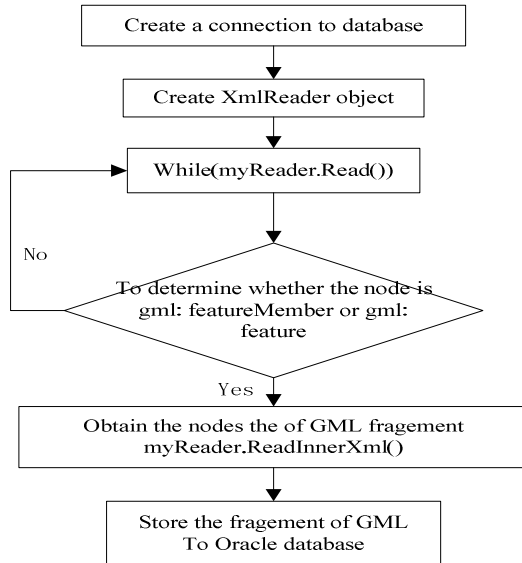 Create a connection to database
Create XmlReader object
While(myReader.Read())
No
To determine whether the node is
gml: featureMember or gml:
feature
Yes
Obtain the nodes the of GML fragement
myReader.ReadInnerXml()
Store the fragement of GML
To Oracle database